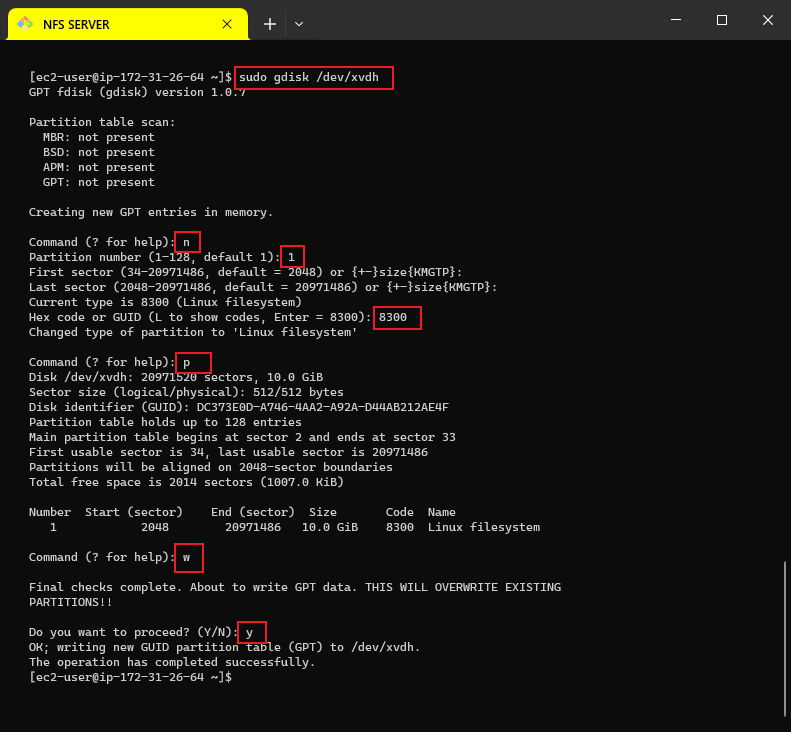 NFS SERVER
[ec2-user@ip-172-31-26-64 ~]$ sudo gdisk /dev/xvdh
GPT fdisk (gdisk) version 1.0.7
Partition table scan:
MBR: not present
BSD: not present
APM: not present
GPT: not present
Creating new GPT entries in memory.
Command (? for help): n
Partition number (1-128, default 1): 1
First sector (34-20971486, default = 2048) or {+-}size{KMGTP}:
Last sector (2048-20971486, default = 20971486) or {+-}size{KMGTP}:
Current type is 8300 (Linux filesystem)
Hex code or GUID (L to show codes, Enter = 8300): 8300
Changed type of partition to 'Linux filesystem'
Command (? for help): p
Disk /dev/xvdh: 20971520 sectors, 10.0 GiB
Sector size (logical/physical): 512/512 bytes
Disk identifier (GUID): DC373E0D-A746-4AA2-A92A-D44AB212AE4F
Partition table holds up to 128 entries
Main partition table begins at sector 2 and ends at sector 33
First usable sector is 34, last usable sector is 20971486
Partitions will be aligned on 2048-sector boundaries
Total free space is 2014 sectors (1007.0 KiB)
Number  Start (sector)    End (sector)  Size       Code  Name
1            2048        20971486   10.0 GiB    8300  Linux filesystem
Command (? for help): w
Final checks complete. About to write GPT data. THIS WILL OVERWRITE EXISTING
PARTITIONS!!
Do you want to proceed? (Y/N): y
OK; writing new GUID partition table (GPT) to /dev/xvdh.
The operation has completed successfully.
[ec2-user@ip-172-31-26-64 ~]$